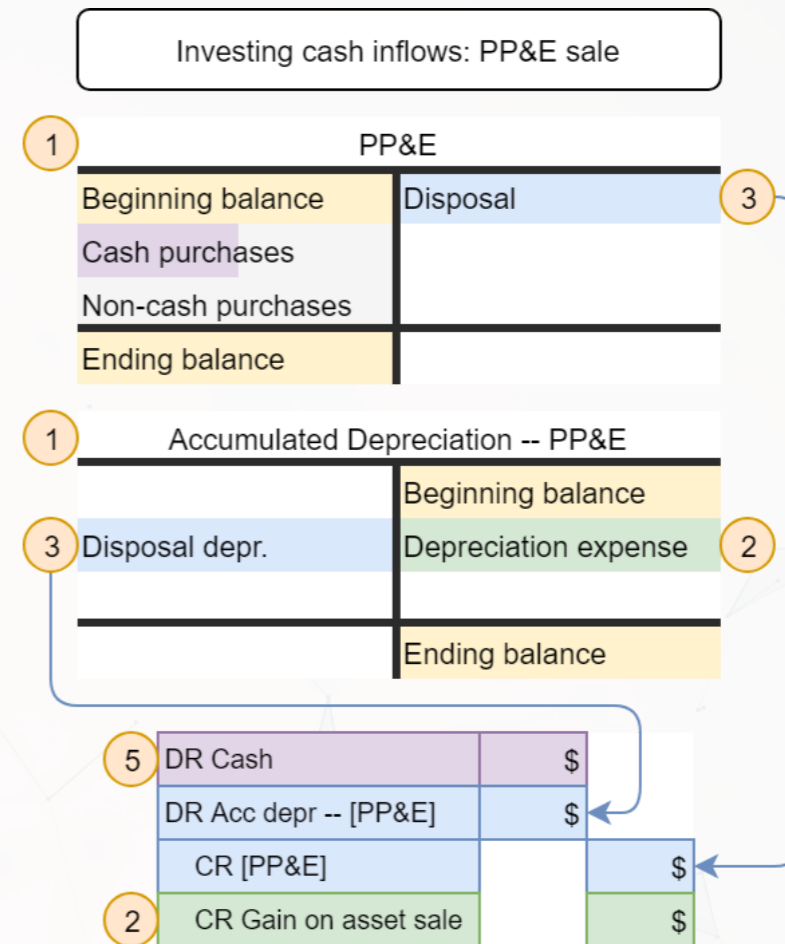 Investing cash inflows: PP&E sale
1
PP&E
Beginning balance
Disposal
3
Cash purchases
Non-cash purchases
Ending balance
1
Accumulated Depreciation -- PP&E
Beginning balance
3
Disposal depr.
Depreciation expense
2
Ending balance
5
DR Cash
$
DR Acc depr -- [PP&E]
$
CR [PP&E]
$
2
CR Gain on asset sale
$